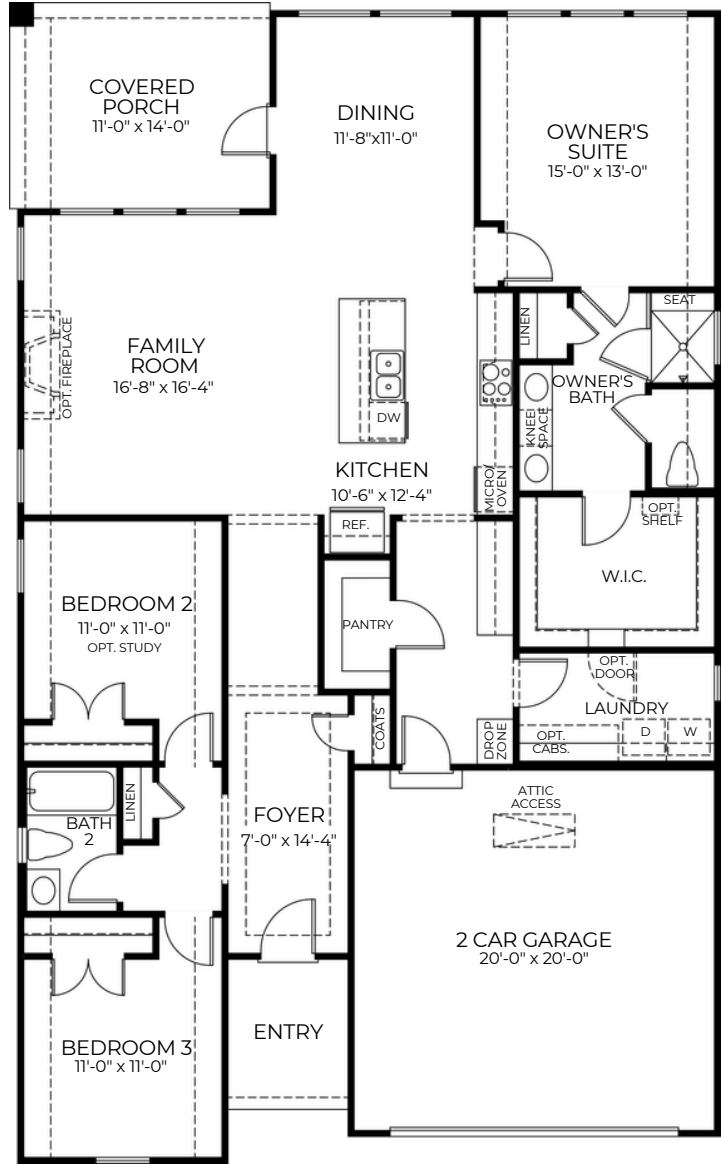 COVERED
PORCH
11'-0" x 14'-0"
DINING
11'-8"x11'-0"
OWNER'S
SUITE
15'-0" x 13'-0"
SEAT
LINEN
OPT. FIREPLACE
FAMILY
ROOM
16'-8" x 16'-4"
OWNER'S
BATH
DW
KNEE
SPACE
KITCHEN
10'-6" x 12'-4"
MICRO/
OVEN
REF.
OPT.
SHELF
W.I.C.
BEDROOM 2
11'-0" x 11'-0"
OPT. STUDY
PANTRY
OPT.
DOOR
LAUNDRY
COATS
DROP
ZONE
OPT.
CABS.
D
W
LINEN
BATH
2
FOYER
7'-0" x 14'-4"
ATTIC
ACCESS
2 CAR GARAGE
20'-0" x 20'-0"
ENTRY
BEDROOM 3
11'-0" x 11'-0"